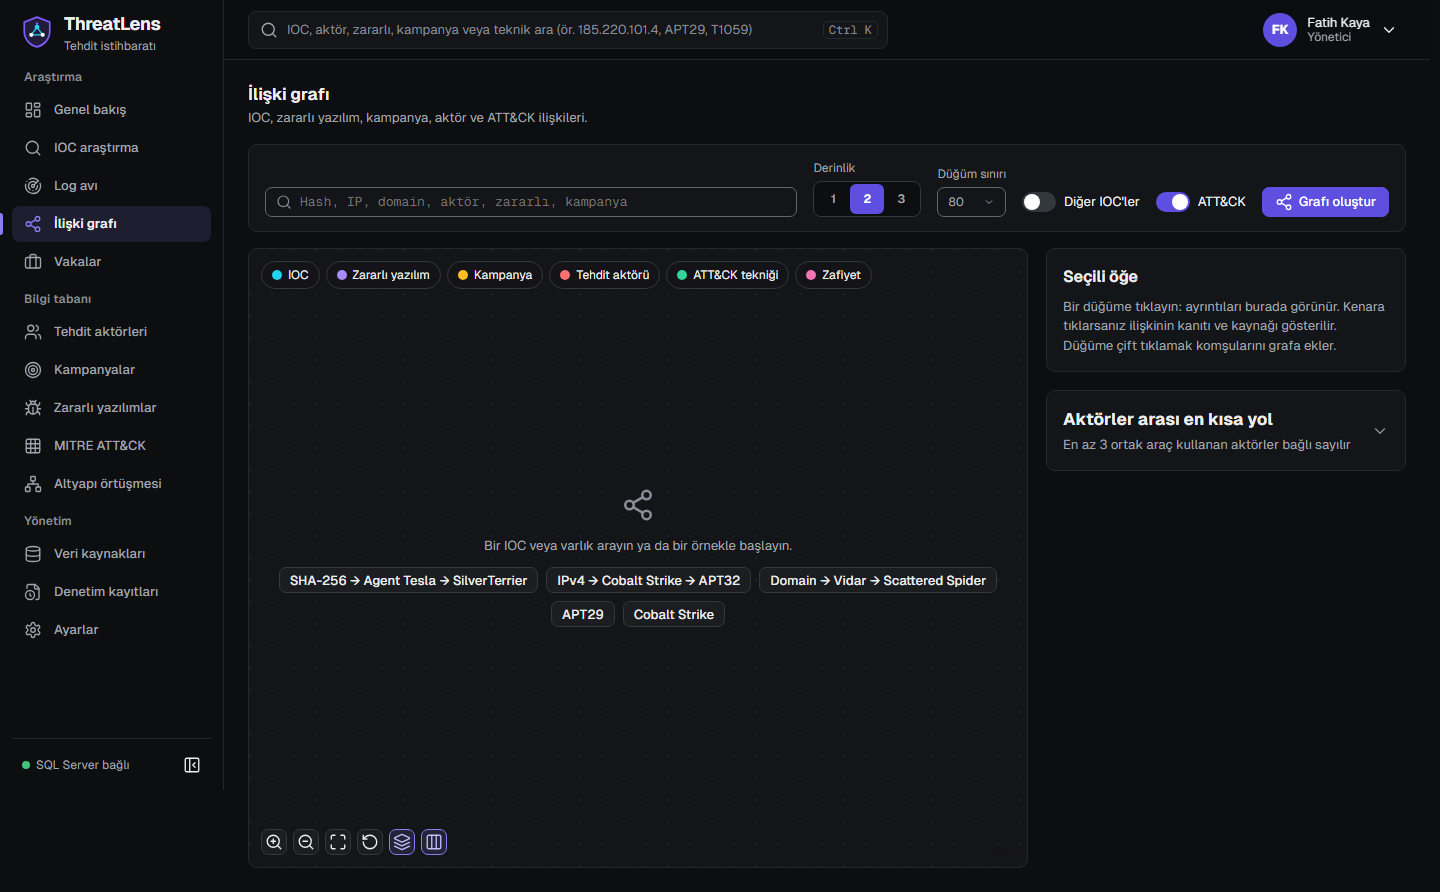 ThreatLens
Tehdit istihbaratı
IOC, aktör, zararlı, kampanya veya teknik ara (ör. 185.220.101.4, APT29, T1059)
Ctrl K
FK
Fatih Kaya
Yönetici
Araştırma
Genel bakış
IOC araştırma
Log avı
İlişki grafı
Vakalar
Bilgi tabanı
Tehdit aktörleri
Kampanyalar
Zararlı yazılımlar
MITRE ATT&CK
Altyapı örtüşmesi
Yönetim
Veri kaynakları
Denetim kayıtları
Ayarlar
SQL Server bağlı
İlişki grafı
IOC, zararlı yazılım, kampanya, aktör ve ATT&CK ilişkileri.
Hash, IP, domain, aktör, zararlı, kampanya
Derinlik
1 2 3
Düğüm sınırı
80
Diğer IOC'ler
ATT&CK
Grafı oluştur
IOC
Zararlı yazılım
Kampanya
Tehdit aktörü
ATT&CK tekniği
Zafiyet
Bir IOC veya varlık arayın ya da bir örnekle başlayın.
SHA-256 → Agent Tesla → SilverTerrier
IPv4 → Cobalt Strike → APT32
Domain → Vidar → Scattered Spider
APT29
Cobalt Strike
Seçili öğe
Bir düğüme tıklayın: ayrıntıları burada görünür. Kenara
tıklarsanız ilişkinin kanıtı ve kaynağı gösterilir.
Düğüme çift tıklamak komşularını grafa ekler.
Aktörler arası en kısa yol
En az 3 ortak araç kullanan aktörler bağlı sayılır